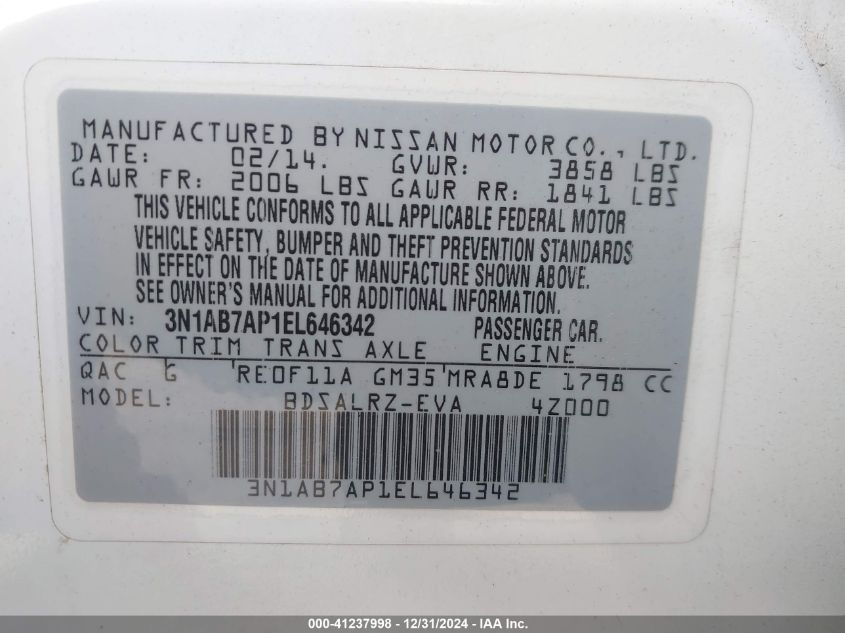 MANUFACTURED BY NISSAN MOTOR CO., LTD.
DATE: 02/14. GVWR: 3858 LBS
GAWR FR: 2006 LBS GAWR RR: 1841 LBS
THIS VEHICLE CONFORMS TO ALL APPLICABLE FEDERAL MOTOR
VEHICLE SAFETY, BUMPER AND THEFT PREVENTION STANDARDS
IN EFFECT ON THE DATE OF MANUFACTURE SHOWN ABOVE.
SEE OWNER'S MANUAL FOR ADDITIONAL INFORMATION.
VIN: 3N1AB7AP1EL646342 PASSENGER CAR.
COLOR TRIM TRANS AXLE ENGINE
QAC G RE0F11A GM35 MRA8DE 1798 CC
MODEL: BDSALRZ-EVA 4Z000
3N1AB7AP1EL646342
000-41237998 - 12/31/2024 - IAA Inc.